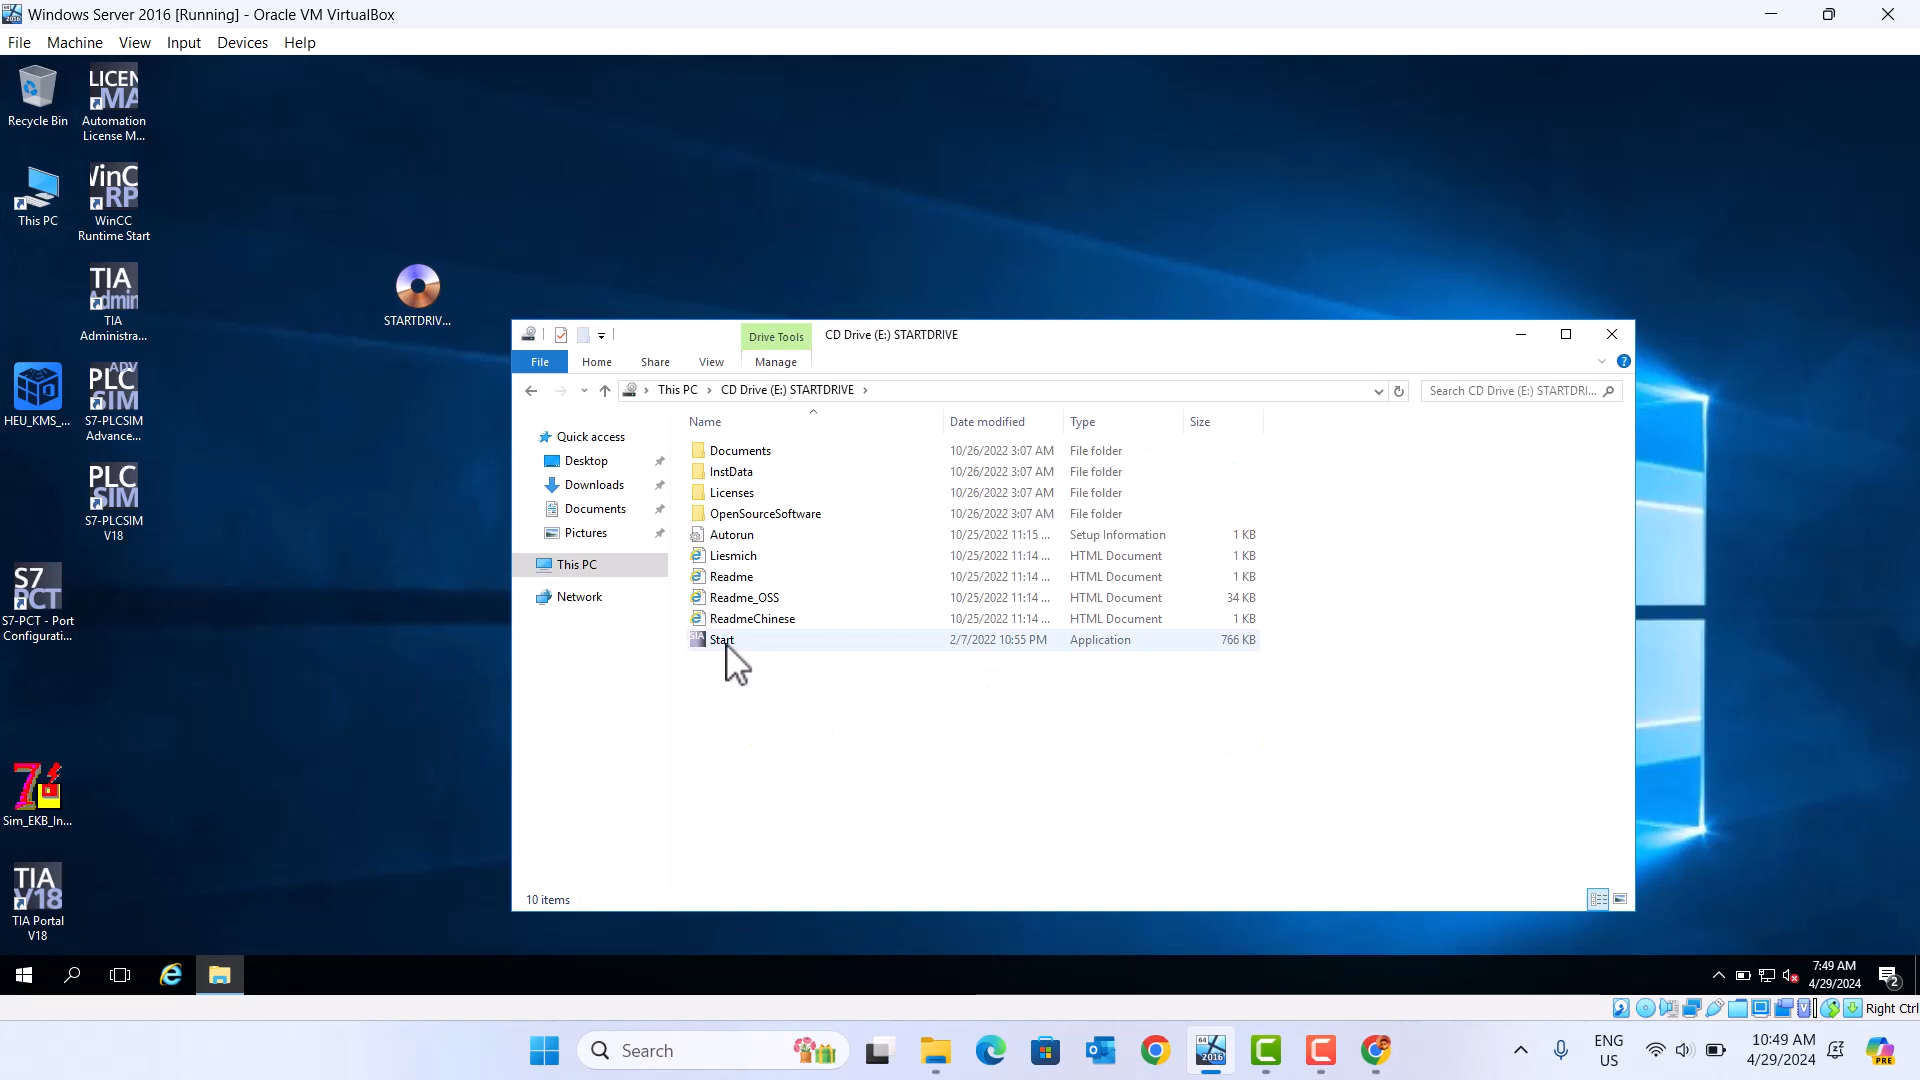 Windows Server 2016 [Running] - Oracle VM VirtualBox
File Machine View Input Devices Help
Recycle Bin
LICEN
MA
Automation
License M...
This PC
VinC
RP
WinCC
Runtime Start
TIA
Admin
TIA
Administra...
STARTDRIV...
HEU_KMS_...
ADV
PLC
SIM
S7-PLCSIM
Advance...
PLC
SIM
S7-PLCSIM
V18
S7
PCT
S7-PCT - Port
Configurati...
Sim_EKB_In...
TIA
V18
TIA Portal
V18
Drive Tools
CD Drive (E:) STARTDRIVE
File Home Share View Manage
This PC CD Drive (E:) STARTDRIVE
Search CD Drive (E:) STARTDRI...
Quick access
Desktop
Downloads
Documents
Pictures
This PC
Network
Name Date modified Type Size
Documents 10/26/2022 3:07 AM File folder
InstData 10/26/2022 3:07 AM File folder
Licenses 10/26/2022 3:07 AM File folder
OpenSourceSoftware 10/26/2022 3:07 AM File folder
Autorun 10/25/2022 11:15 ... Setup Information 1 KB
Liesmich 10/25/2022 11:14 ... HTML Document 1 KB
Readme 10/25/2022 11:14 ... HTML Document 1 KB
Readme_OSS 10/25/2022 11:14 ... HTML Document 34 KB
ReadmeChinese 10/25/2022 11:14 ... HTML Document 1 KB
Start 2/7/2022 10:55 PM Application 766 KB
10 items
7:49 AM
4/29/2024
2
Right Ctrl
Search
64
2016
ENG
US
10:49 AM
4/29/2024
PRE